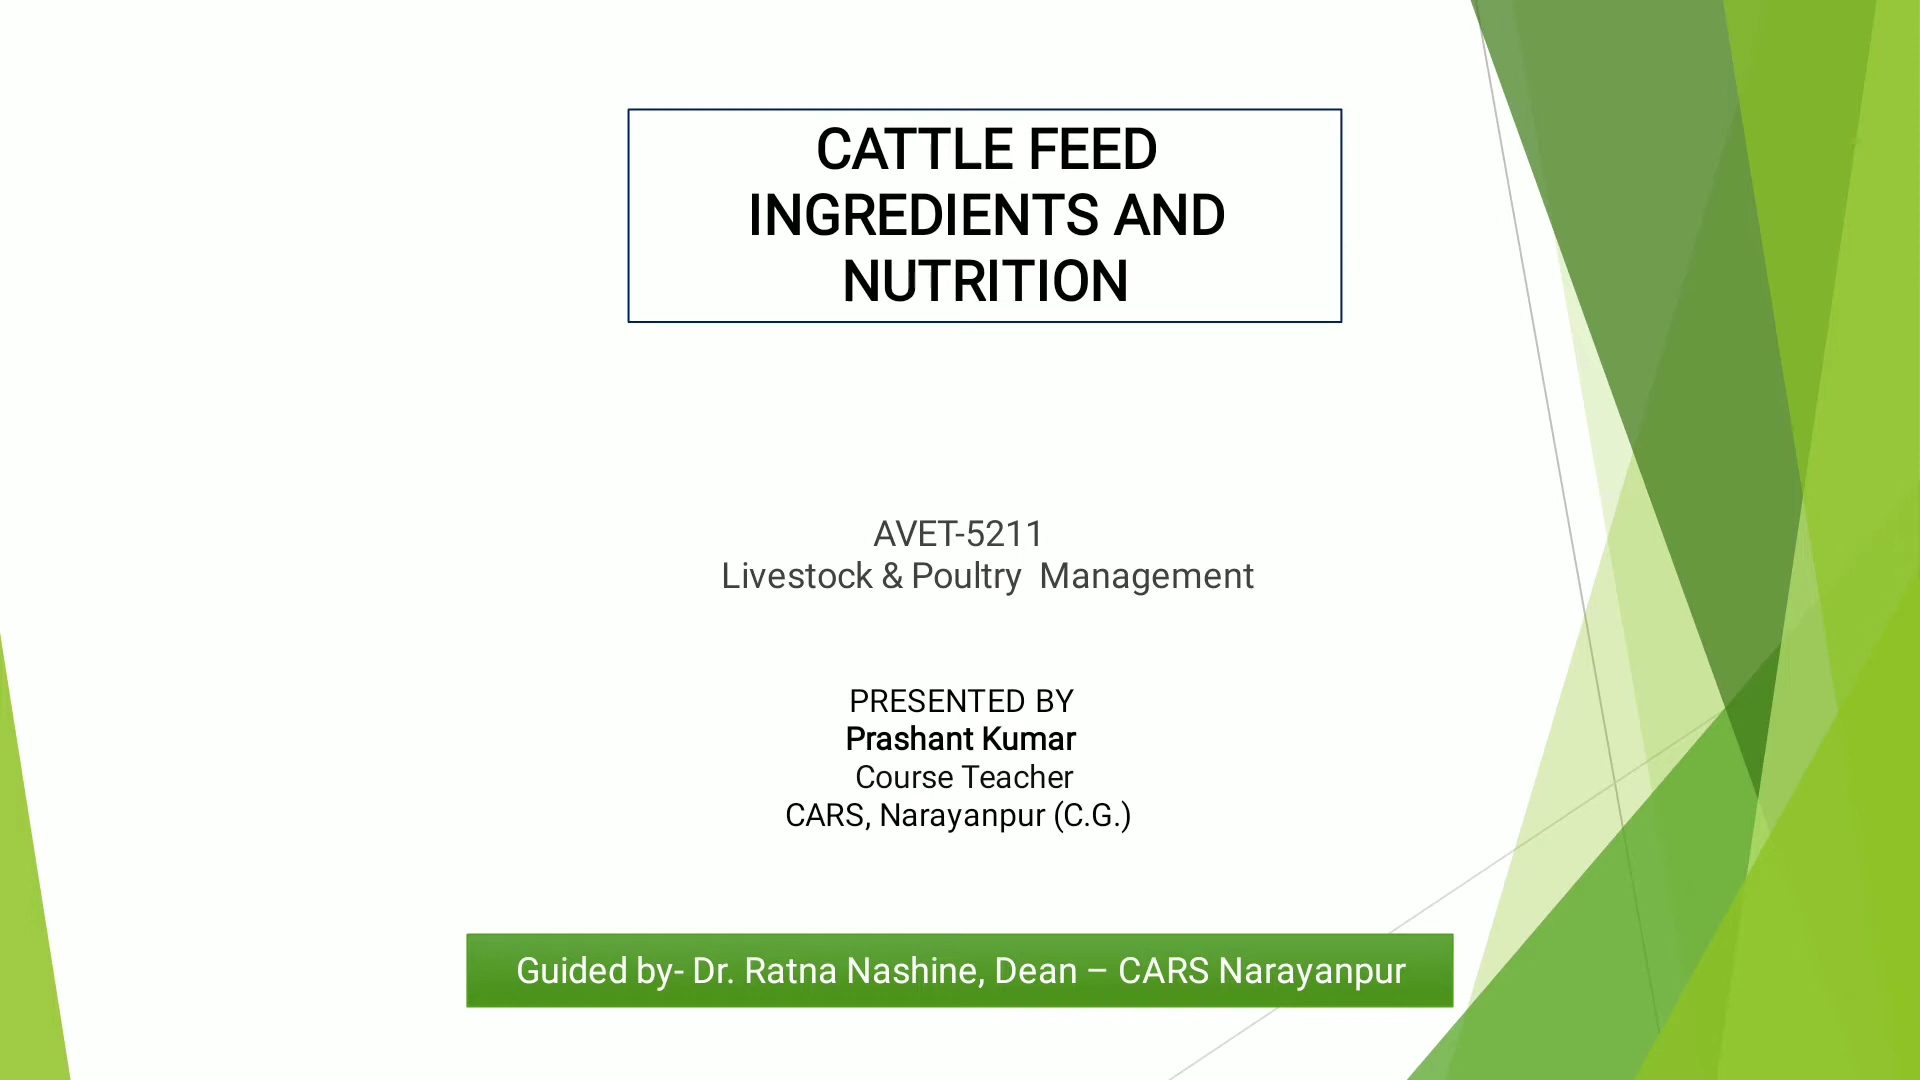 CATTLE FEED
INGREDIENTS AND
NUTRITION
AVET-5211
Livestock & Poultry Management
PRESENTED BY
Prashant Kumar
Course Teacher
CARS, Narayanpur (C.G.)
Guided by- Dr. Ratna Nashine, Dean – CARS Narayanpur